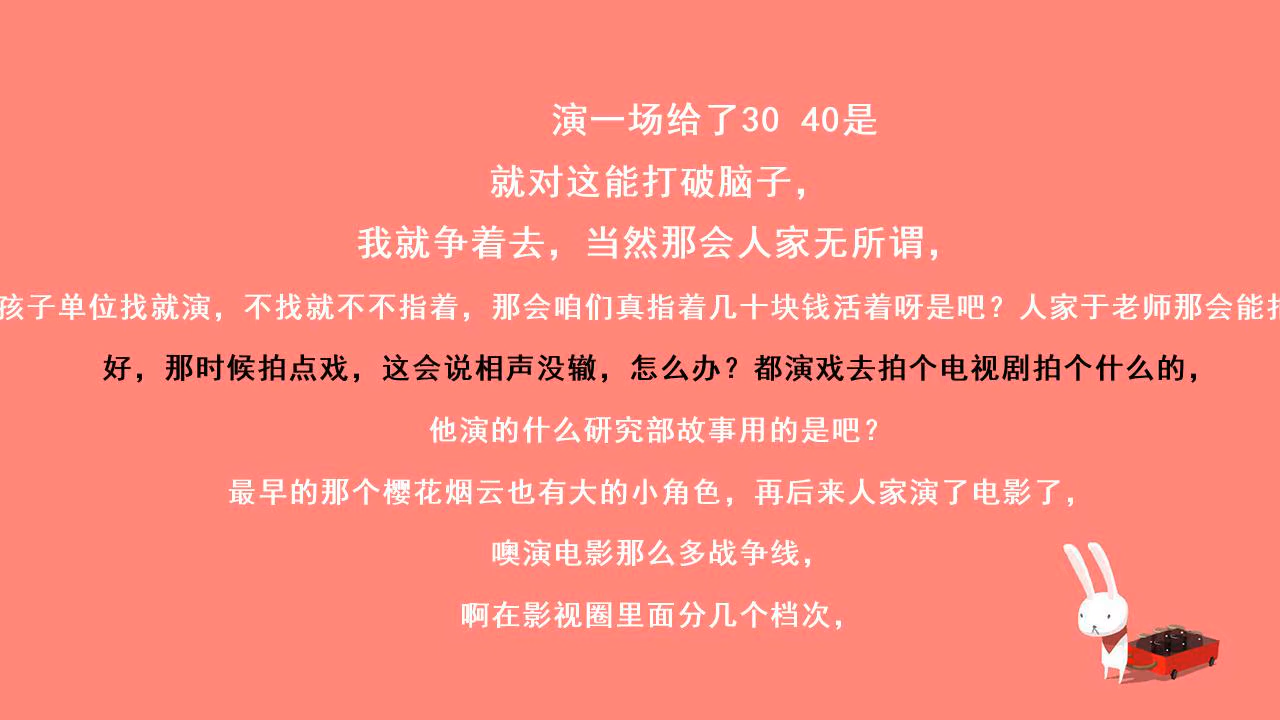 演一场给了30 40是
就对这能打破脑子，
我就争着去，当然那会人家无所谓，
孩子单位找就演，不找就不不指着，那会咱们真指着几十块钱活着呀是吧？人家于老师那会能
好，那时候拍点戏，这会说相声没辙，怎么办？都演戏去拍个电视剧拍个什么的，
他演的什么研究部故事用的是吧？
最早的那个樱花烟云也有大的小角色，再后来人家演了电影了，
噢演电影那么多战争线，
啊在影视圈里面分几个档次，